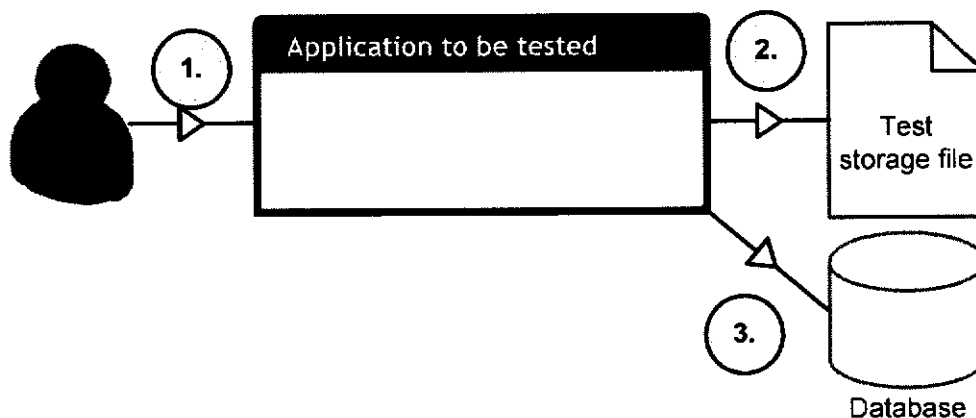 1.
Application to be tested
2.
Test
storage file
3.
Database